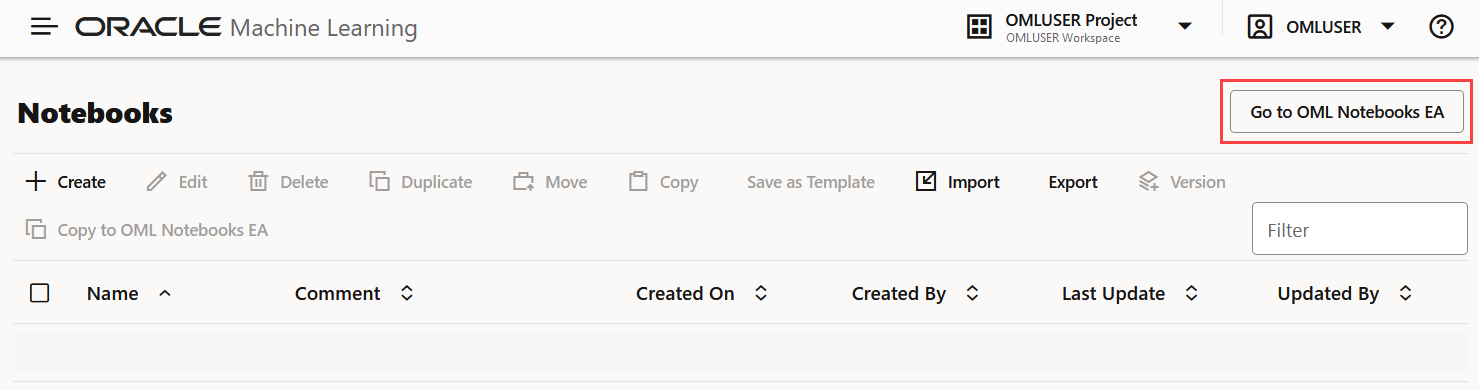 ORACLE Machine Learning
OMLUSER Project
OMLUSER Workspace
OMLUSER
Notebooks
Go to OML Notebooks EA
Create Edit Delete Duplicate Move Copy Save as Template Import Export Version
Copy to OML Notebooks EA
Filter
Name Comment Created On Created By Last Update Updated By